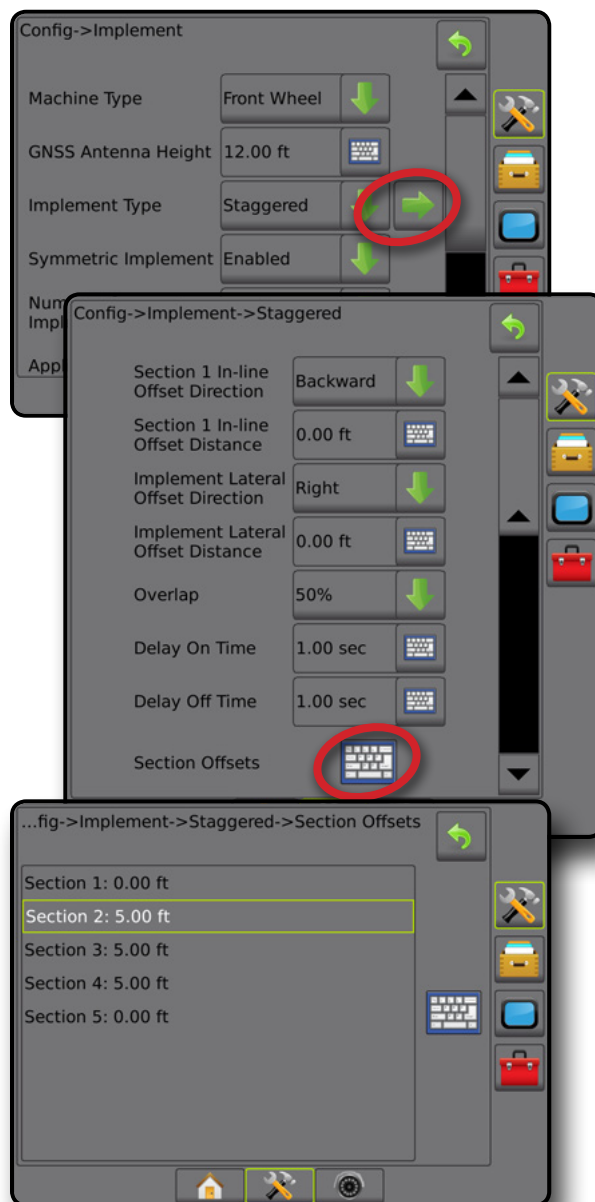 Config->Implement
Machine Type Front Wheel
GNSS Antenna Height 12.00 ft
Implement Type Staggered
Symmetric Implement Enabled
Num
Impl
Appl
Config->Implement->Staggered
Section 1 In-line
Offset Direction Backward
Section 1 In-line
Offset Distance 0.00 ft
Implement Lateral
Offset Direction Right
Implement Lateral
Offset Distance 0.00 ft
Overlap 50%
Delay On Time 1.00 sec
Delay Off Time 1.00 sec
Section Offsets
...fig->Implement->Staggered->Section Offsets
Section 1: 0.00 ft
Section 2: 5.00 ft
Section 3: 5.00 ft
Section 4: 5.00 ft
Section 5: 0.00 ft